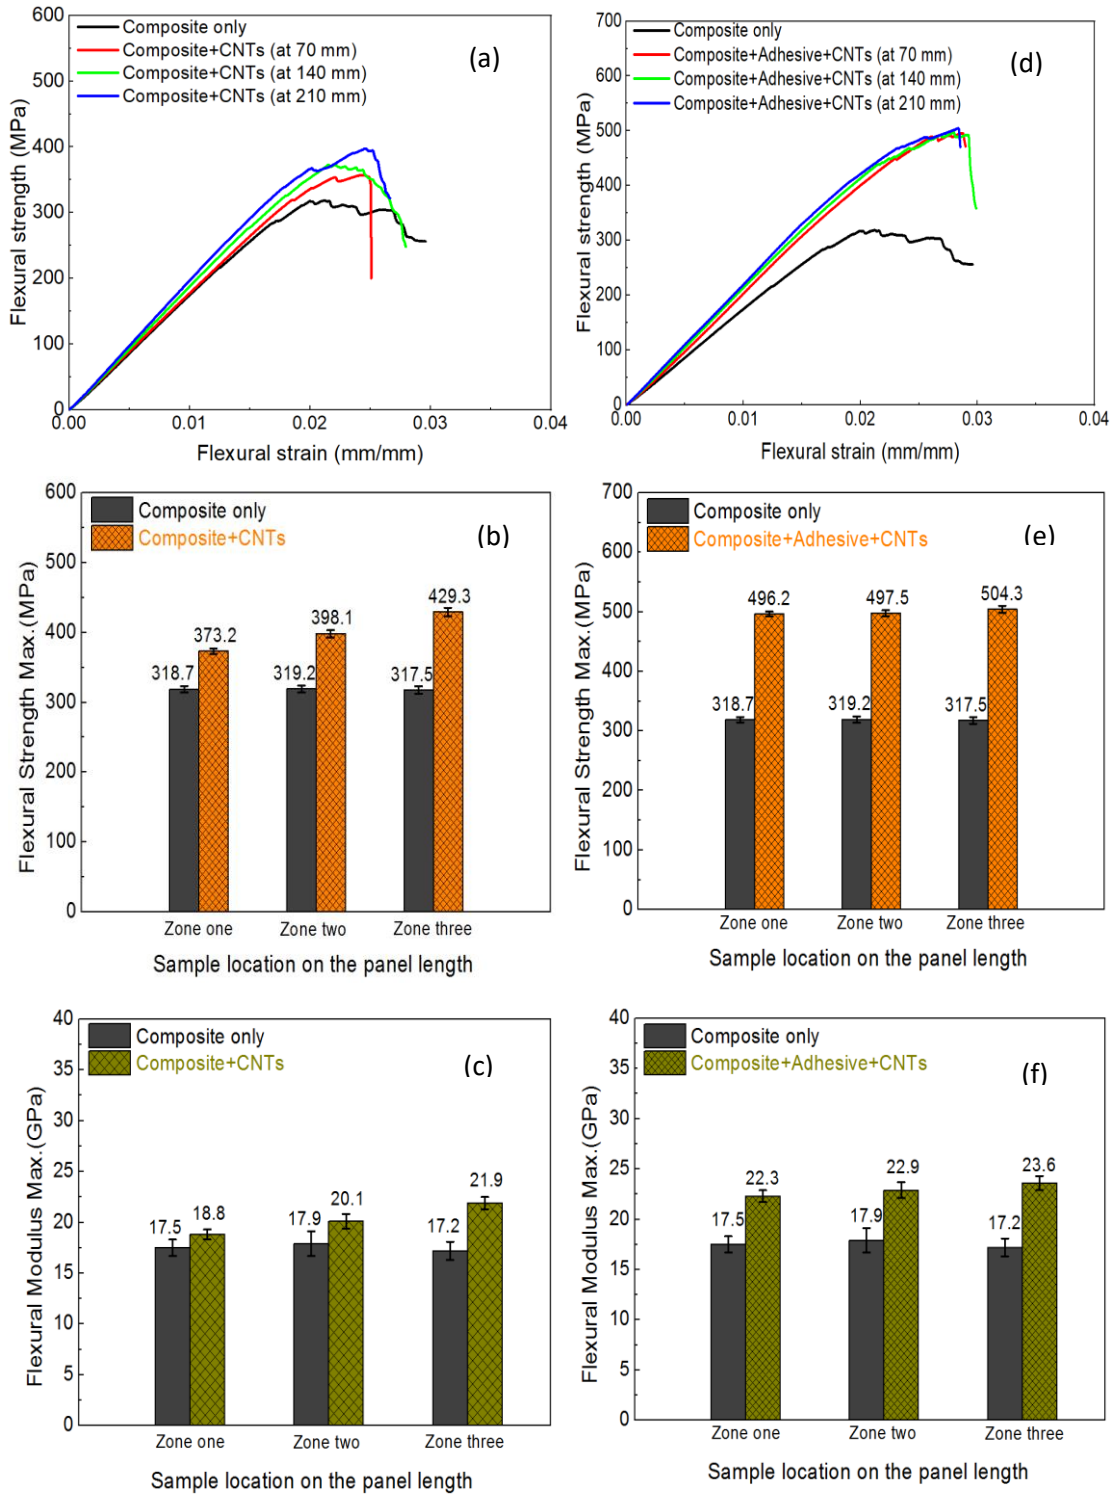 600
500
400
300
200
100
0
Flexural strength (MPa)
Composite only
Composite+CNTs (at 70 mm)
Composite+CNTs (at 140 mm)
Composite+CNTs (at 210 mm)
(a)
0.00 0.01 0.02 0.03 0.04
Flexural strain (mm/mm)
700
600
500
400
300
200
100
0
Flexural strength (MPa)
Composite only
Composite+Adhesive+CNTs (at 70 mm)
Composite+Adhesive+CNTs (at 140 mm)
Composite+Adhesive+CNTs (at 210 mm)
(d)
0.00 0.01 0.02 0.03 0.04
Flexural strain (mm/mm)
600
500
400
300
200
100
0
Flexural Strength Max.(MPa)
Composite only
Composite+CNTs
(b)
318.7 373.2 319.2 398.1 317.5 429.3
Zone one Zone two Zone three
Sample location on the panel length
700
600
500
400
300
200
100
0
Flexural Strength Max.(MPa)
Composite only
Composite+Adhesive+CNTs
(e)
318.7 496.2 319.2 497.5 317.5 504.3
Zone one Zone two Zone three
Sample location on the panel length
40
35
30
25
20
15
10
5
0
Flexural Modulus Max.(GPa)
Composite only
Composite+CNTs
(c)
17.5 18.8 17.9 20.1 17.2 21.9
Zone one Zone two Zone three
Sample location on the panel length
40
35
30
25
20
15
10
5
0
Flexural Modulus Max.(GPa)
Composite only
Composite+Adhesive+CNTs
(f)
17.5 22.3 17.9 22.9 17.2 23.6
Zone one Zone two Zone three
Sample location on the panel length